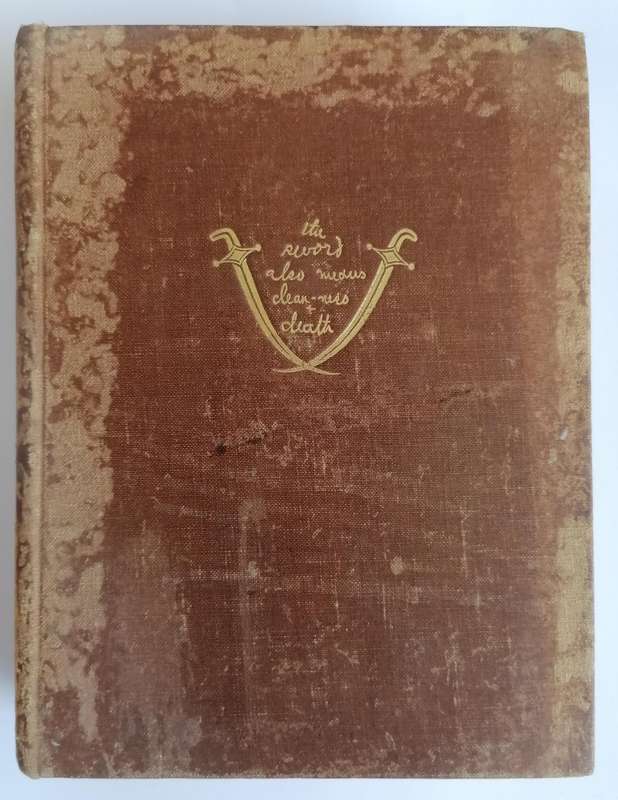 the
sword
also means
clean-ness
+
death